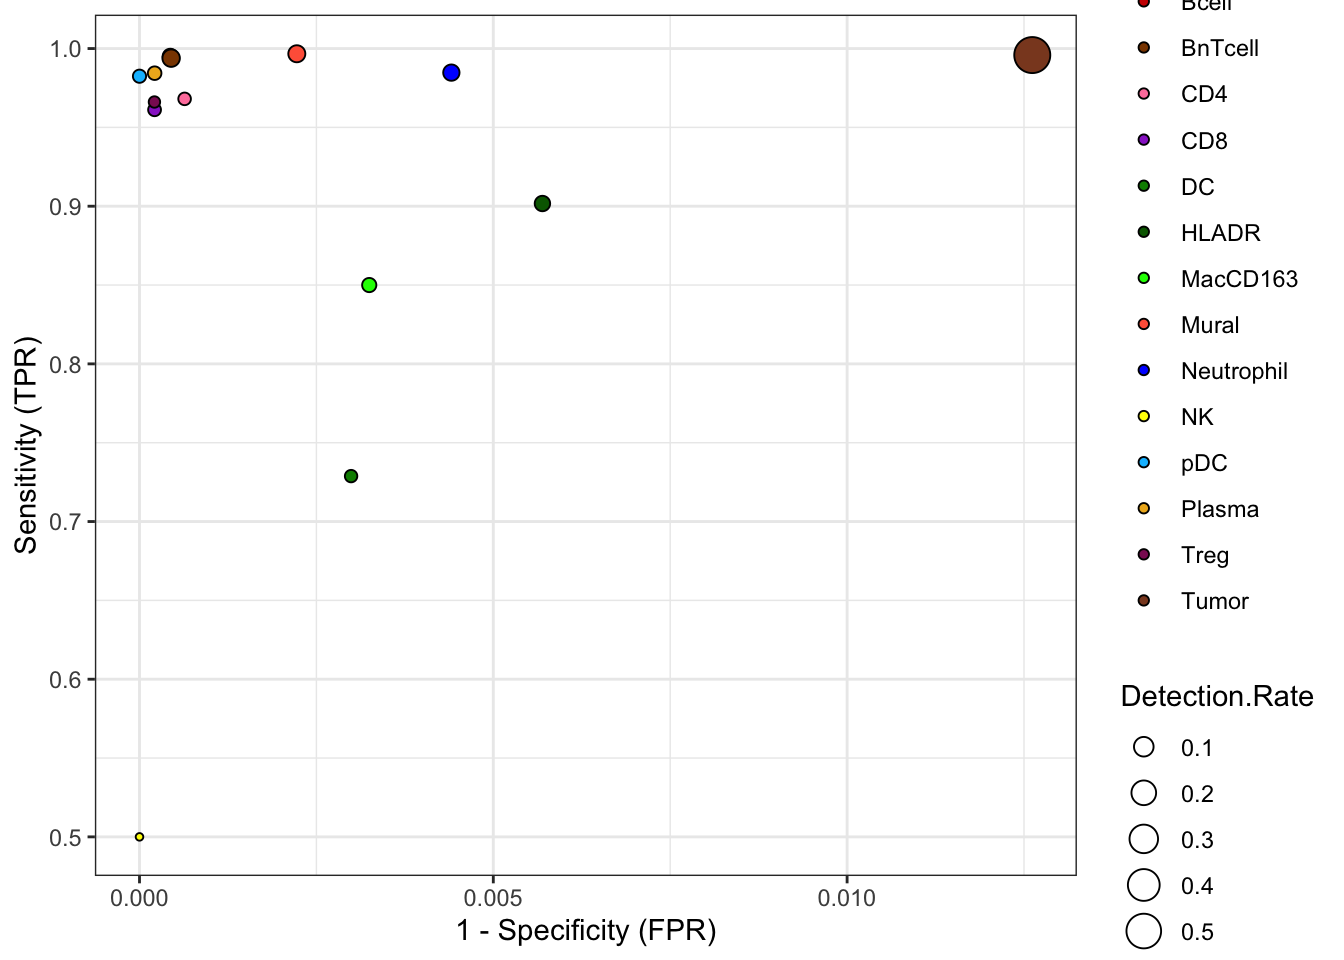 1.0
0.9
0.8
0.7
0.6
0.5
Sensitivity (TPR)
0.000
0.005
0.010
1 - Specificity (FPR)
Bcell
BnTcell
CD4
CD8
DC
HLADR
MacCD163
Mural
Neutrophil
NK
pDC
Plasma
Treg
Tumor
Detection.Rate
0.1
0.2
0.3
0.4
0.5